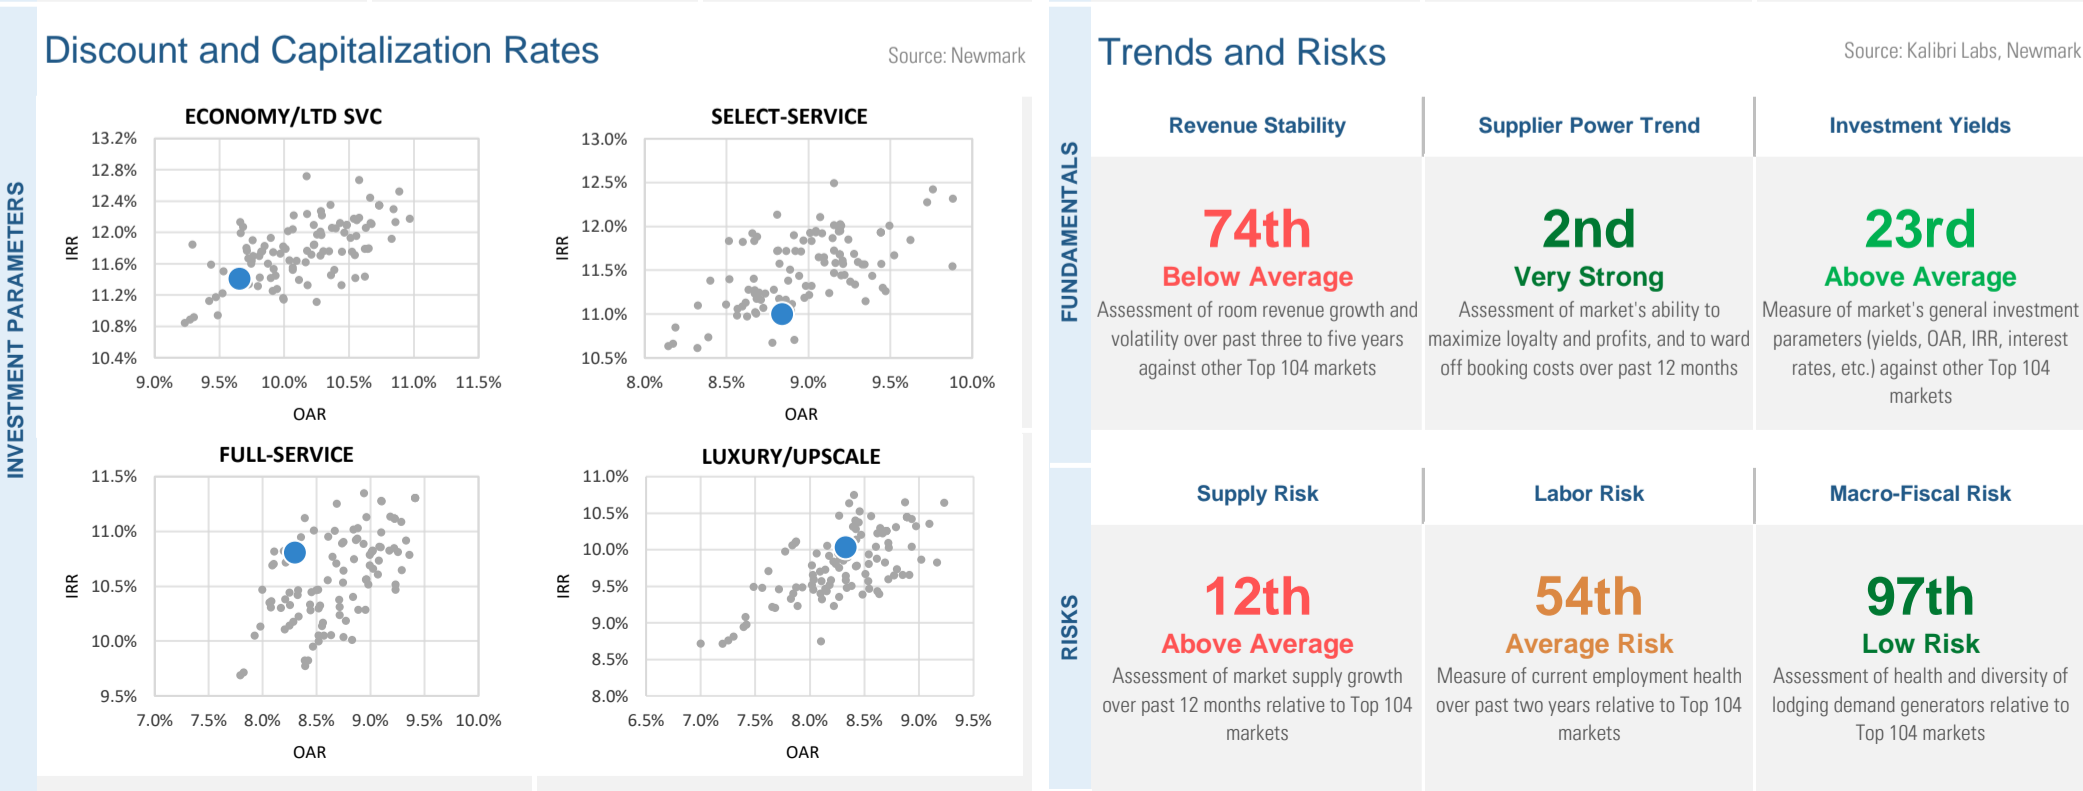 Discount and Capitalization Rates
Source: Newmark
INVESTMENT PARAMETERS
ECONOMY/LTD SVC
13.2%
12.8%
12.4%
12.0%
11.6%
11.2%
10.8%
10.4%
IRR
9.0% 9.5% 10.0% 10.5% 11.0% 11.5%
OAR
SELECT-SERVICE
13.0%
12.5%
12.0%
11.5%
11.0%
10.5%
IRR
8.0% 8.5% 9.0% 9.5% 10.0%
OAR
FULL-SERVICE
11.5%
11.0%
10.5%
10.0%
9.5%
IRR
7.0% 7.5% 8.0% 8.5% 9.0% 9.5% 10.0%
OAR
LUXURY/UPSCALE
11.0%
10.5%
10.0%
9.5%
9.0%
8.5%
8.0%
IRR
6.5% 7.0% 7.5% 8.0% 8.5% 9.0% 9.5%
OAR
Trends and Risks
Source: Kalibri Labs, Newmark
FUNDAMENTALS
Revenue Stability
74th
Below Average
Assessment of room revenue growth and
volatility over past three to five years
against other Top 104 markets
Supplier Power Trend
2nd
Very Strong
Assessment of market's ability to
maximize loyalty and profits, and to ward
off booking costs over past 12 months
Investment Yields
23rd
Above Average
Measure of market's general investment
parameters (yields, OAR, IRR, interest
rates, etc.) against other Top 104
markets
RISKS
Supply Risk
12th
Above Average
Assessment of market supply growth
over past 12 months relative to Top 104
markets
Labor Risk
54th
Average Risk
Measure of current employment health
over past two years relative to Top 104
markets
Macro-Fiscal Risk
97th
Low Risk
Assessment of health and diversity of
lodging demand generators relative to
Top 104 markets